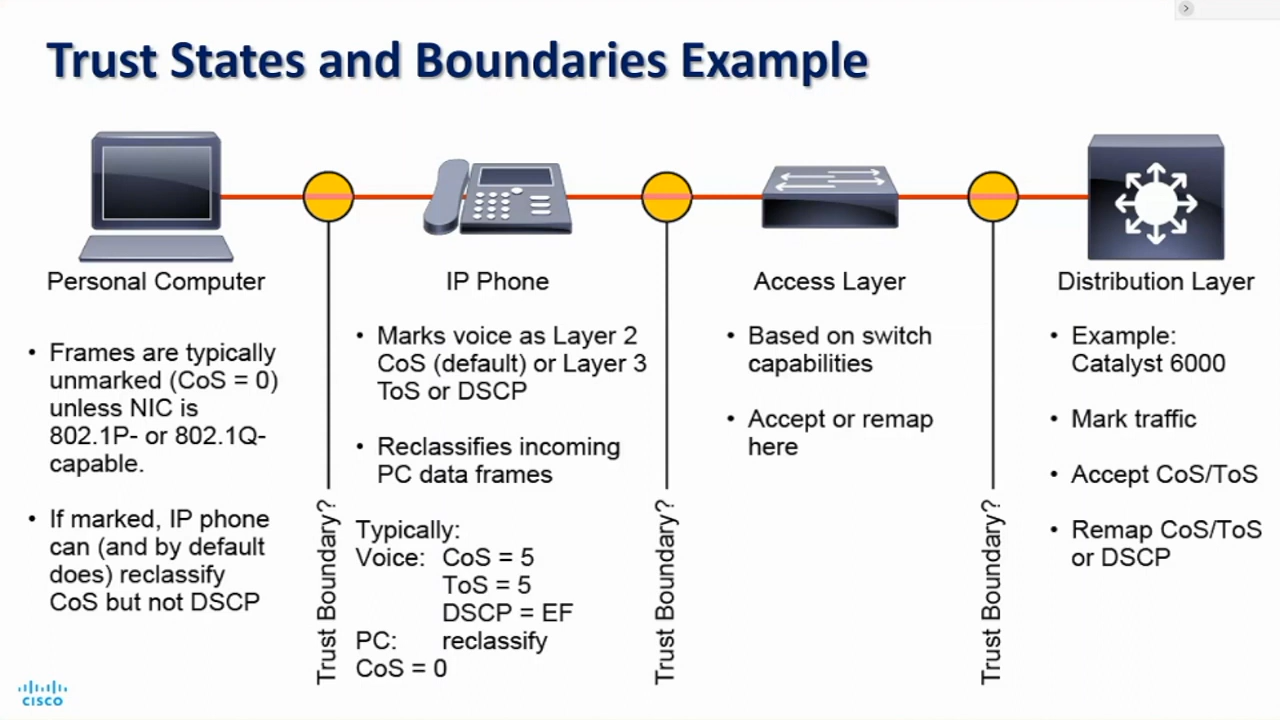 Trust States and Boundaries Example
Personal Computer
• Frames are typically
unmarked (CoS = 0)
unless NIC is
802.1P- or 802.1Q-
capable.
• If marked, IP phone
can (and by default
does) reclassify
CoS but not DSCP
Trust Boundary?
IP Phone
• Marks voice as Layer 2
CoS (default) or Layer 3
ToS or DSCP
• Reclassifies incoming
PC data frames
Typically:
Voice: CoS = 5
ToS = 5
DSCP = EF
PC: reclassify
CoS = 0
Trust Boundary?
Access Layer
• Based on switch
capabilities
• Accept or remap
here
Trust Boundary?
Distribution Layer
• Example:
Catalyst 6000
• Mark traffic
• Accept CoS/ToS
• Remap CoS/ToS
or DSCP
CISCO